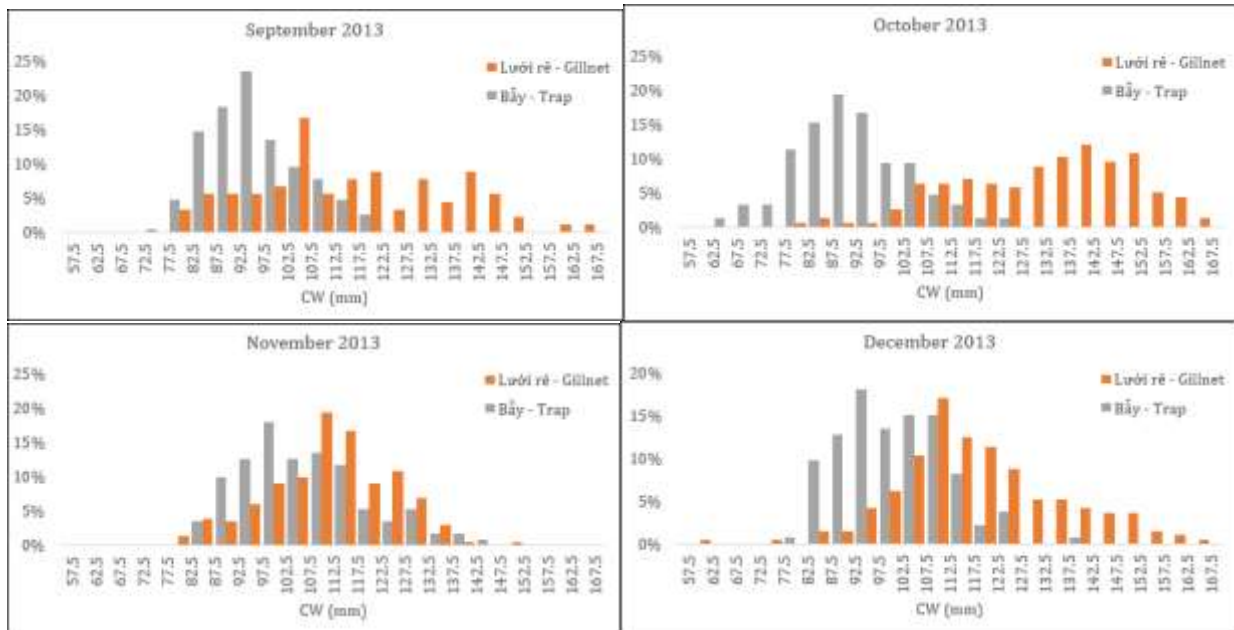 September 2013
25%
20%
15%
10%
5%
0%
Lưới rê - Gillnet
Bẫy - Trap
57.5 62.5 67.5 72.5 77.5 82.5 87.5 92.5 97.5 102.5 107.5 112.5 117.5 122.5 127.5 132.5 137.5 142.5 147.5 152.5 157.5 162.5 167.5
CW (mm)
October 2013
25%
20%
15%
10%
5%
0%
Lưới rê - Gillnet
Bẫy - Trap
57.5 62.5 67.5 72.5 77.5 82.5 87.5 92.5 97.5 102.5 107.5 112.5 117.5 122.5 127.5 132.5 137.5 142.5 147.5 152.5 157.5 162.5 167.5
CW (mm)
November 2013
25%
20%
15%
10%
5%
0%
Lưới rê - Gillnet
Bẫy - Trap
57.5 62.5 67.5 72.5 77.5 82.5 87.5 92.5 97.5 102.5 107.5 112.5 117.5 122.5 127.5 132.5 137.5 142.5 147.5 152.5 157.5 162.5 167.5
CW (mm)
December 2013
20%
15%
10%
5%
0%
Lưới rê - Gillnet
Bẫy - Trap
57.5 62.5 67.5 72.5 77.5 82.5 87.5 92.5 97.5 102.5 107.5 112.5 117.5 122.5 127.5 132.5 137.5 142.5 147.5 152.5 157.5 162.5 167.5
CW (mm)